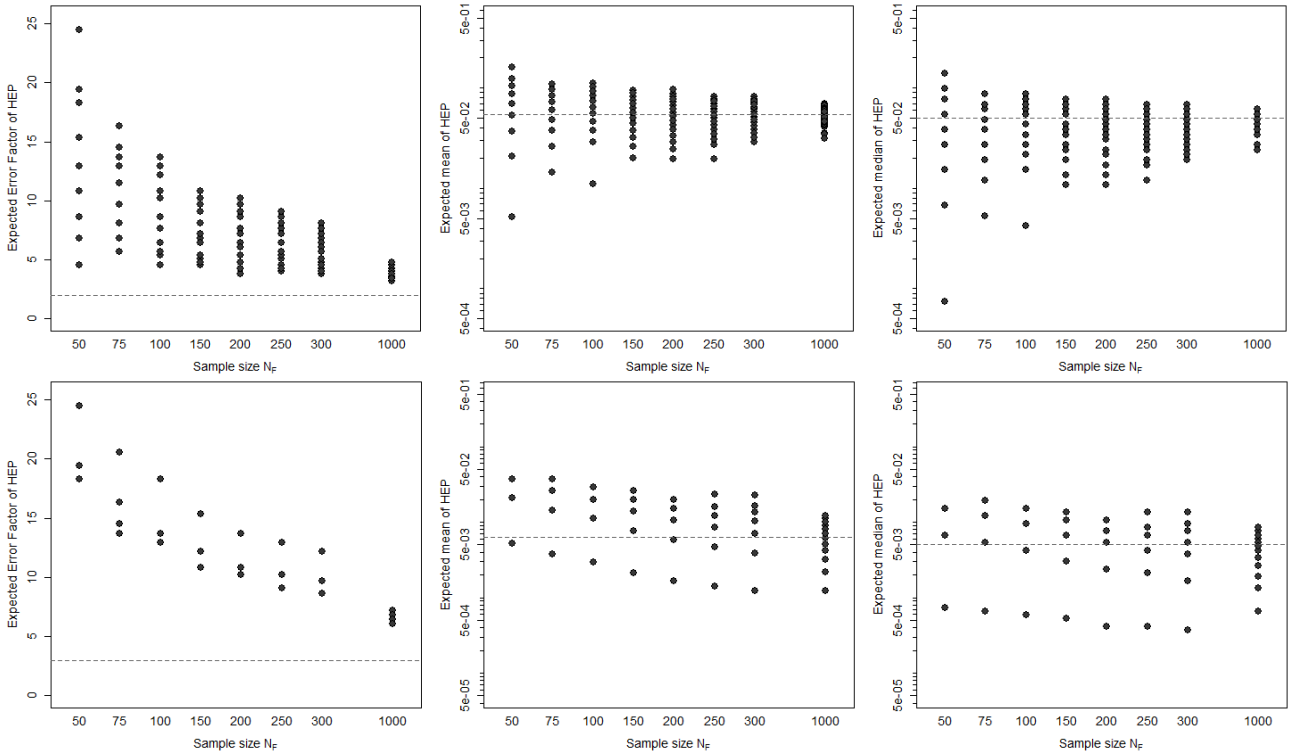 Expected Error Factor of HEP
25
20
15
10
5
0
50 75 100 150 200 250 300 1000
Sample size N_F
Expected mean of HEP
5e-01
5e-02
5e-03
5e-04
50 75 100 150 200 250 300 1000
Sample size N_F
Expected median of HEP
5e-01
5e-02
5e-03
5e-04
50 75 100 150 200 250 300 1000
Sample size N_F
Expected Error Factor of HEP
25
20
15
10
5
0
50 75 100 150 200 250 300 1000
Sample size N_F
Expected mean of HEP
5e-01
5e-02
5e-03
5e-04
5e-05
50 75 100 150 200 250 300 1000
Sample size N_F
Expected median of HEP
5e-01
5e-02
5e-03
5e-04
5e-05
50 75 100 150 200 250 300 1000
Sample size N_F